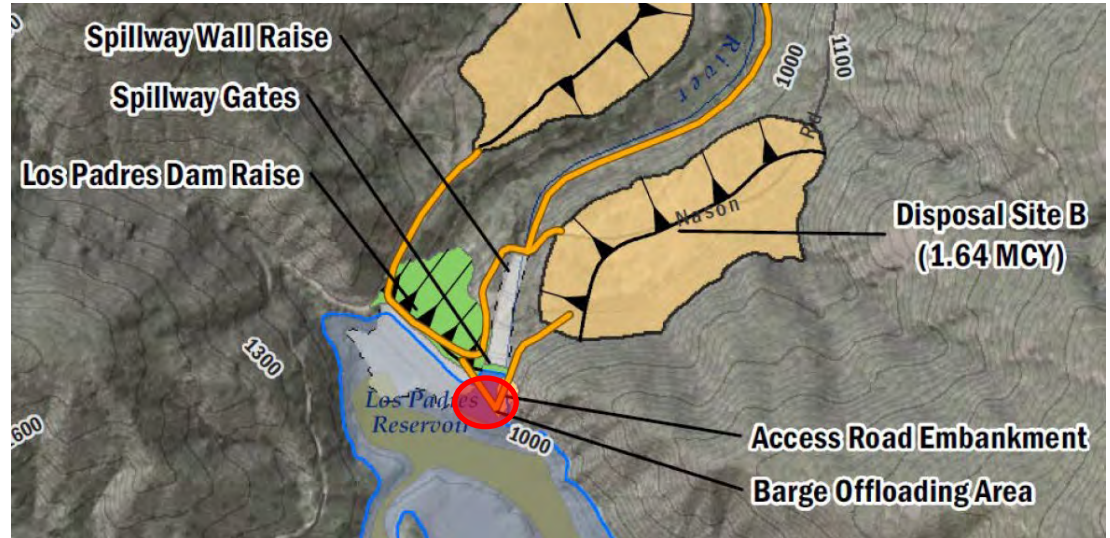 Spillway Wall Raise
Spillway Gates
Los Padres Dam Raise
River
1000
1100
Rd
Nason
Disposal Site B
(1.64 MCY)
1300
Los Padres
Reservoir
1000
1600
Access Road Embankment
Barge Offloading Area